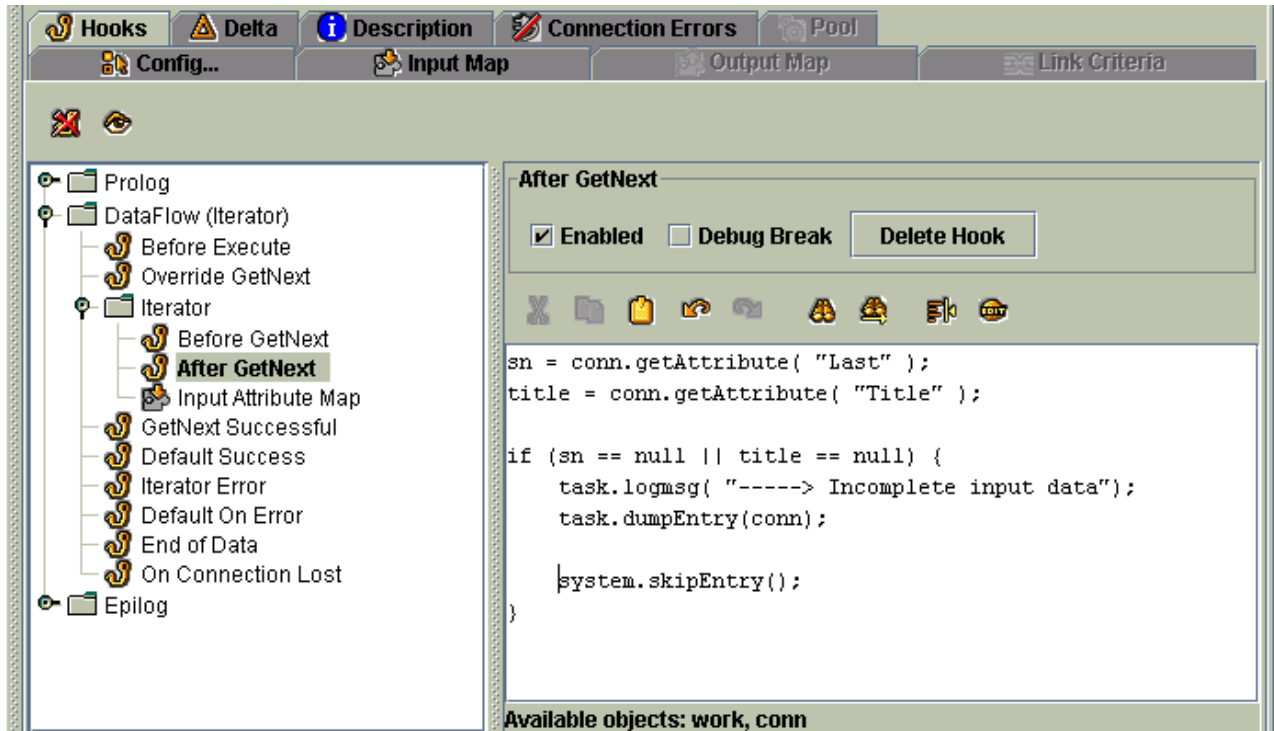 Hooks Delta Description Connection Errors Pool
Config... Input Map Output Map Link Criteria
Prolog
DataFlow (Iterator)
Before Execute
Override GetNext
Iterator
Before GetNext
After GetNext
Input Attribute Map
GetNext Successful
Default Success
Iterator Error
Default On Error
End of Data
On Connection Lost
Epilog
After GetNext
Enabled Debug Break Delete Hook
sn = conn.getAttribute( "Last" );
title = conn.getAttribute( "Title" );
if (sn == null || title == null) {
task.logmsg( "-----> Incomplete input data");
task.dumpEntry(conn);
system.skipEntry();
}
Available objects: work, conn